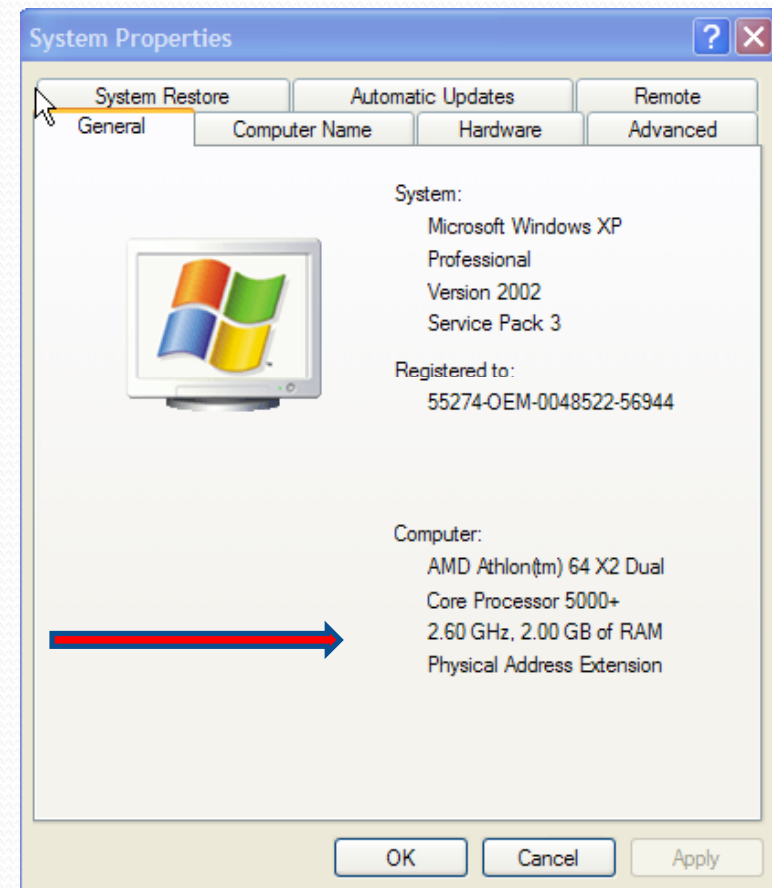 System Properties
System Restore Automatic Updates Remote
General Computer Name Hardware Advanced
System:
Microsoft Windows XP
Professional
Version 2002
Service Pack 3
Registered to:
55274-OEM-0048522-56944
Computer:
AMD Athlon(tm) 64 X2 Dual
Core Processor 5000+
2.60 GHz, 2.00 GB of RAM
Physical Address Extension
OK Cancel Apply